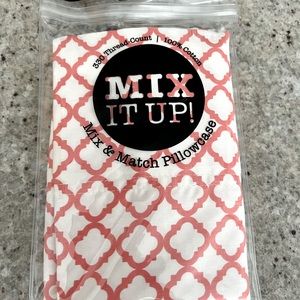 330 Thread Count | 100% Cotton
MIX
IT UP!
Mix & Match Pillowcase